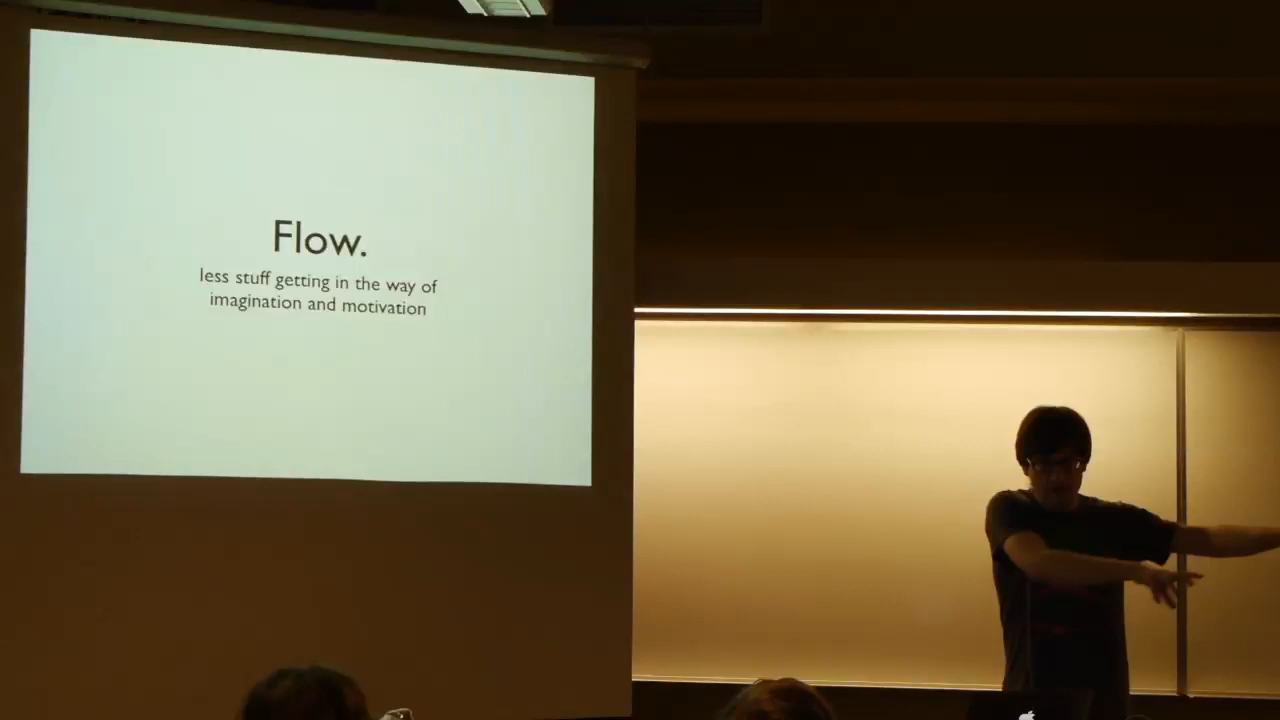 Flow.
less stuff getting in the way of
imagination and motivation